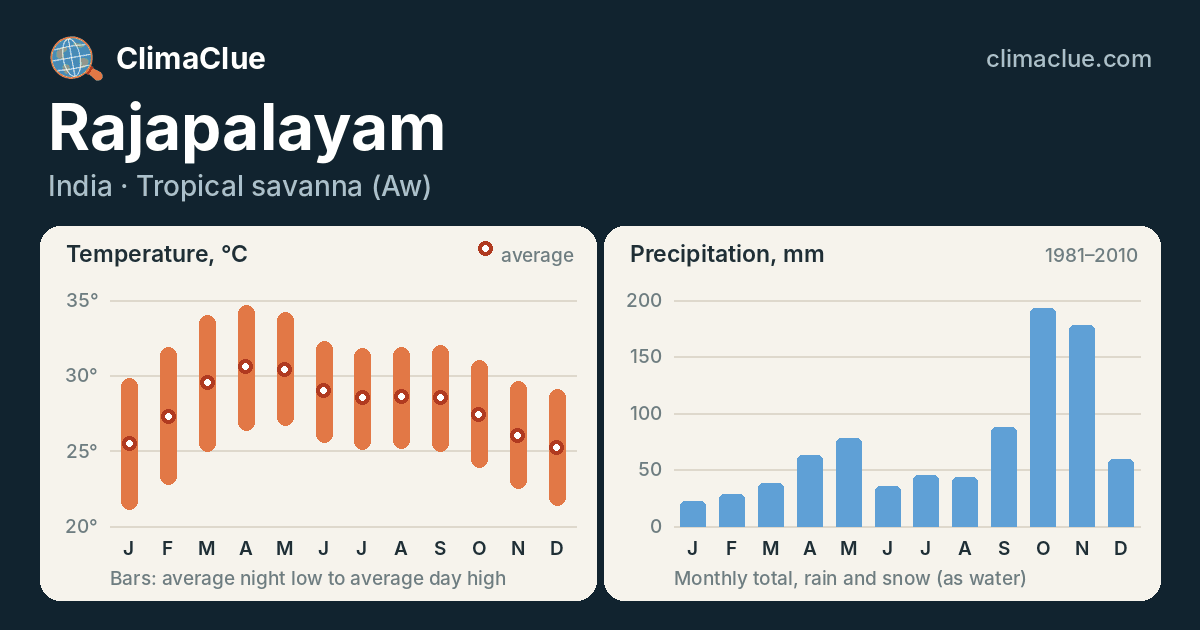 ClimaClue
climaclue.com
Rajapalayam
India · Tropical savanna (Aw)
Temperature, °C
average
35°
30°
25°
20°
J F M A M J J A S O N D
Bars: average night low to average day high
Precipitation, mm
1981–2010
200
150
100
50
0
J F M A M J J A S O N D
Monthly total, rain and snow (as water)